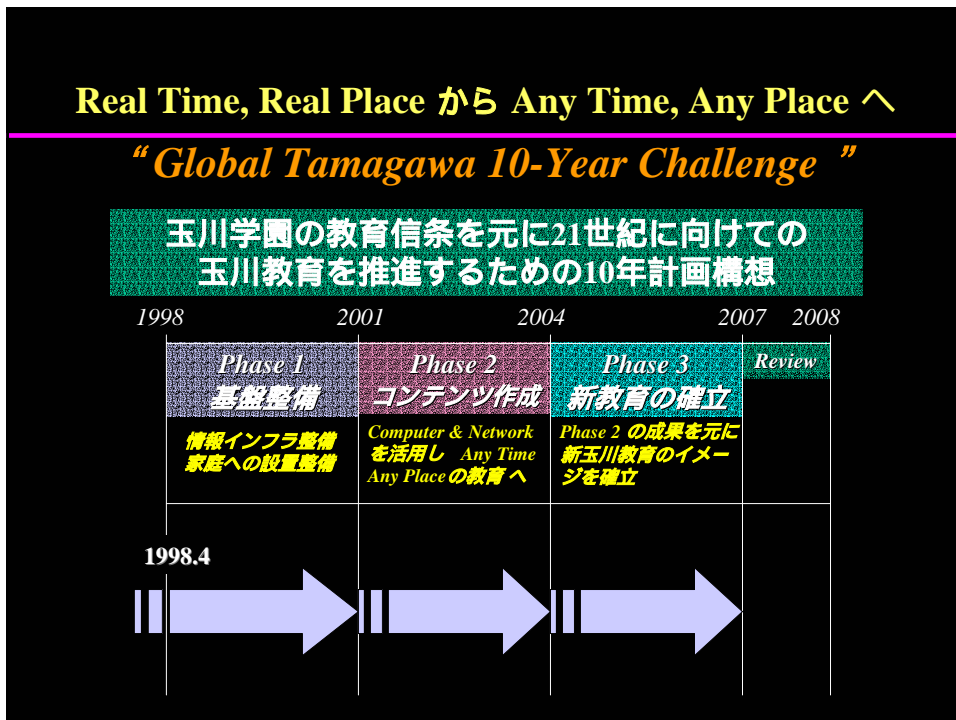 Real Time, Real Place から Any Time, Any Place へ
“ Global Tamagawa 10-Year Challenge ”
玉川学園の教育信条を元に21世紀に向けての
玉川教育を推進するための10年計画構想
1998 2001 2004 2007 2008
Phase 1
基盤整備
情報インフラ整備
家庭への設置整備
Phase 2
コンテンツ作成
Computer & Network
を活用し Any Time
Any Placeの教育 へ
Phase 3
新教育の確立
Phase 2 の成果を元に
新玉川教育のイメー
ジを確立
Review
1998.4